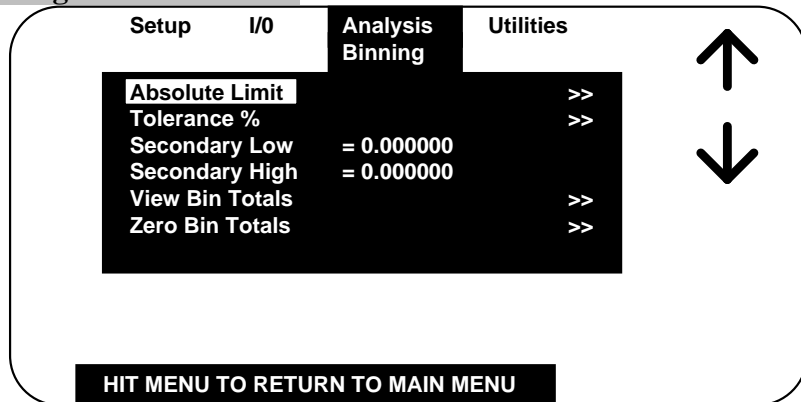 Setup I/0 Analysis Utilities
Binning
Absolute Limit >>
Tolerance % >>
Secondary Low = 0.000000
Secondary High = 0.000000
View Bin Totals >>
Zero Bin Totals >>
HIT MENU TO RETURN TO MAIN MENU